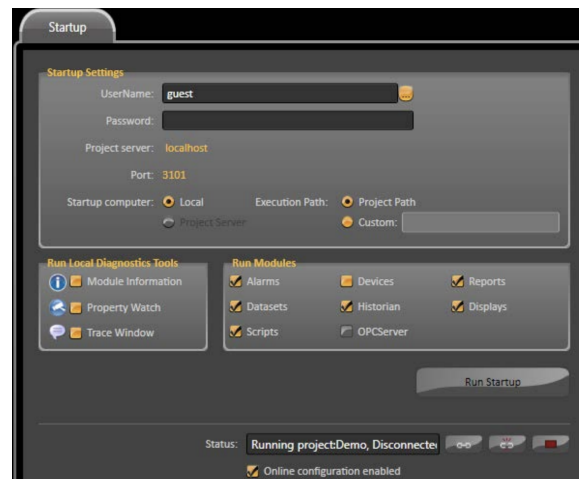 Startup
Startup Settings
UserName: guest
Password:
Project server: localhost
Port: 3101
Startup computer: Local Execution Path: Project Path
Project Server Custom:
Run Local Diagnostics Tools Run Modules
Module Information Alarms Devices Reports
Property Watch Datasets Historian Displays
Trace Window Scripts OPCServer
Run Startup
Status: Running project:Demo, Disconnected
Online configuration enabled